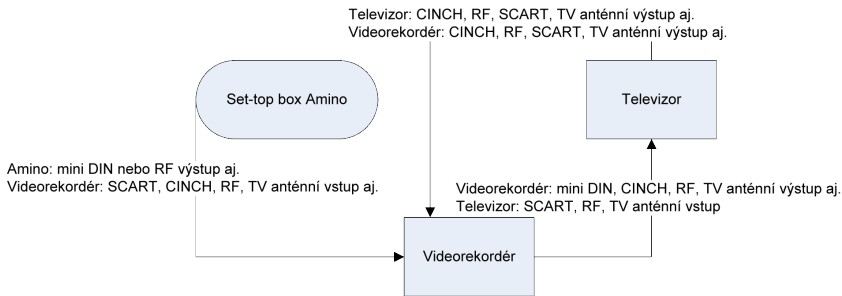 Televizor: CINCH, RF, SCART, TV anténní výstup aj.
Videorekordér: CINCH, RF, SCART, TV anténní výstup aj.
Set-top box Amino
Televizor
Amino: mini DIN nebo RF výstup aj.
Videorekordér: SCART, CINCH, RF, TV anténní vstup aj.
Videorekordér: mini DIN, CINCH, RF, TV anténní výstup aj.
Televizor: SCART, RF, TV anténní vstup
Videorekordér